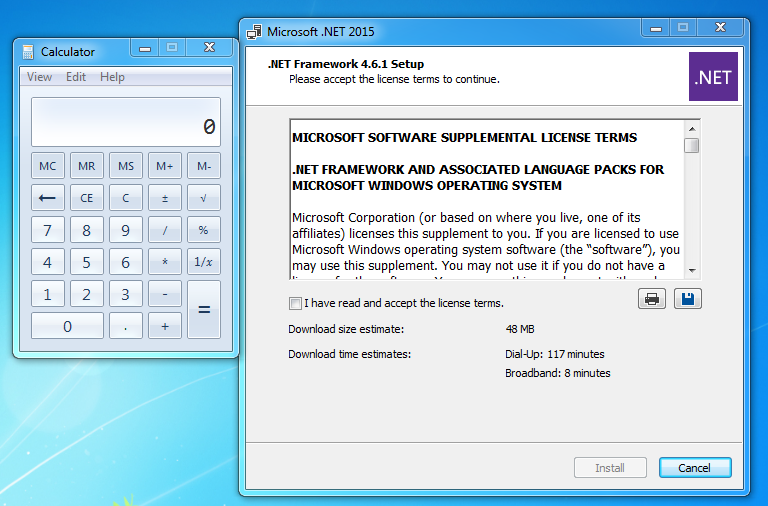 Calculator
View Edit Help
0
MC MR MS M+ M-
← CE C ± √
7 8 9 / %
4 5 6 * 1/x
1 2 3 - =
0 . +
Microsoft .NET 2015
.NET Framework 4.6.1 Setup
Please accept the license terms to continue.
.NET
MICROSOFT SOFTWARE SUPPLEMENTAL LICENSE TERMS
.NET FRAMEWORK AND ASSOCIATED LANGUAGE PACKS FOR
MICROSOFT WINDOWS OPERATING SYSTEM
Microsoft Corporation (or based on where you live, one of its
affiliates) licenses this supplement to you. If you are licensed to use
Microsoft Windows operating system software (the “software”), you
may use this supplement. You may not use it if you do not have a
I have read and accept the license terms.
Download size estimate: 48 MB
Download time estimates: Dial-Up: 117 minutes
Broadband: 8 minutes
Install Cancel